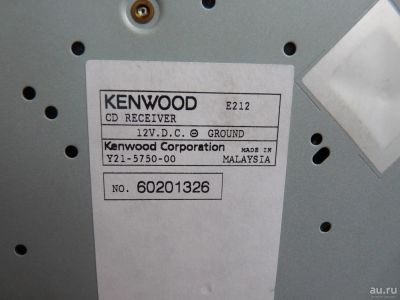 KENWOOD E212
CD RECEIVER
12V.D.C. ⊖ GROUND
Kenwood Corporation MADE IN
Y21-5750-00 MALAYSIA
NO. 60201326
au.ru